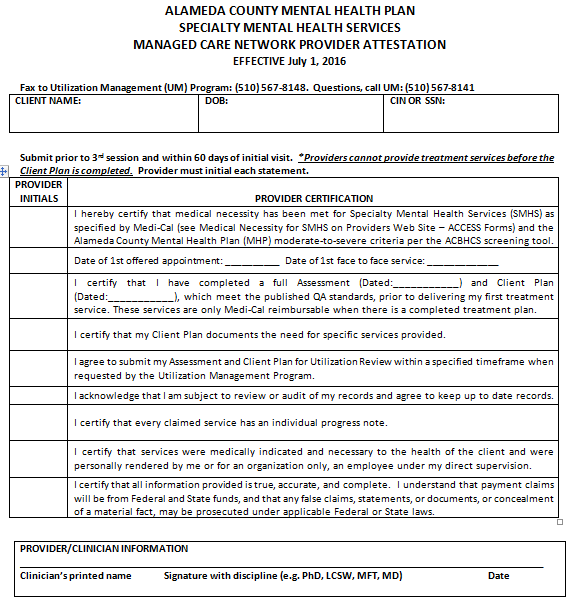 ALAMEDA COUNTY MENTAL HEALTH PLAN
SPECIALTY MENTAL HEALTH SERVICES
MANAGED CARE NETWORK PROVIDER ATTESTATION
EFFECTIVE July 1, 2016
Fax to Utilization Management (UM) Program: (510) 567-8148. Questions, call UM: (510) 567-8141
CLIENT NAME: DOB: CIN OR SSN:
Submit prior to 3rd session and within 60 days of initial visit. *Providers cannot provide treatment services before the
Client Plan is completed. Provider must initial each statement.
PROVIDER
INITIALS PROVIDER CERTIFICATION
I hereby certify that medical necessity has been met for Specialty Mental Health Services (SMHS) as
specified by Medi-Cal (see Medical Necessity for SMHS on Providers Web Site – ACCESS Forms) and the
Alameda County Mental Health Plan (MHP) moderate-to-severe criteria per the ACBHCS screening tool.
Date of 1st offered appointment: __________ Date of 1st face to face service: _____________
I certify that I have completed a full Assessment (Dated:___________) and Client Plan
(Dated:___________), which meet the published QA standards, prior to delivering my first treatment
service. These services are only Medi-Cal reimbursable when there is a completed treatment plan.
I certify that my Client Plan documents the need for specific services provided.
I agree to submit my Assessment and Client Plan for Utilization Review within a specified timeframe when
requested by the Utilization Management Program.
I acknowledge that I am subject to review or audit of my records and agree to keep up to date records.
I certify that every claimed service has an individual progress note.
I certify that services were medically indicated and necessary to the health of the client and were
personally rendered by me or for an organization only, an employee under my direct supervision.
I certify that all information provided is true, accurate, and complete. I understand that payment claims
will be from Federal and State funds, and that any false claims, statements, or documents, or concealment
of a material fact, may be prosecuted under applicable Federal or State laws.
PROVIDER/CLINICIAN INFORMATION
Clinician's printed name Signature with discipline (e.g. PhD, LCSW, MFT, MD) Date